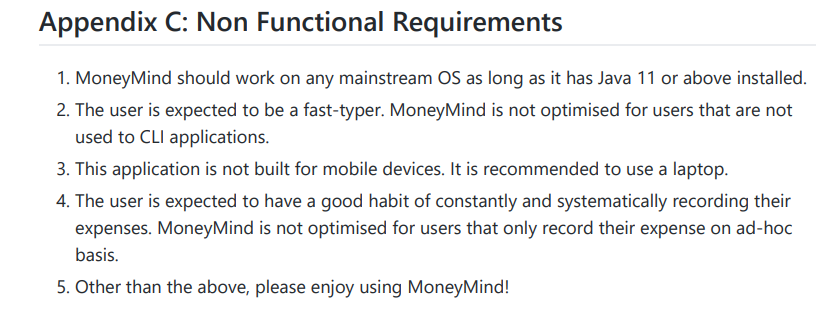 Appendix C: Non Functional Requirements
1. MoneyMind should work on any mainstream OS as long as it has Java 11 or above installed.
2. The user is expected to be a fast-typer. MoneyMind is not optimised for users that are not
used to CLI applications.
3. This application is not built for mobile devices. It is recommended to use a laptop.
4. The user is expected to have a good habit of constantly and systematically recording their
expenses. MoneyMind is not optimised for users that only record their expense on ad-hoc
basis.
5. Other than the above, please enjoy using MoneyMind!